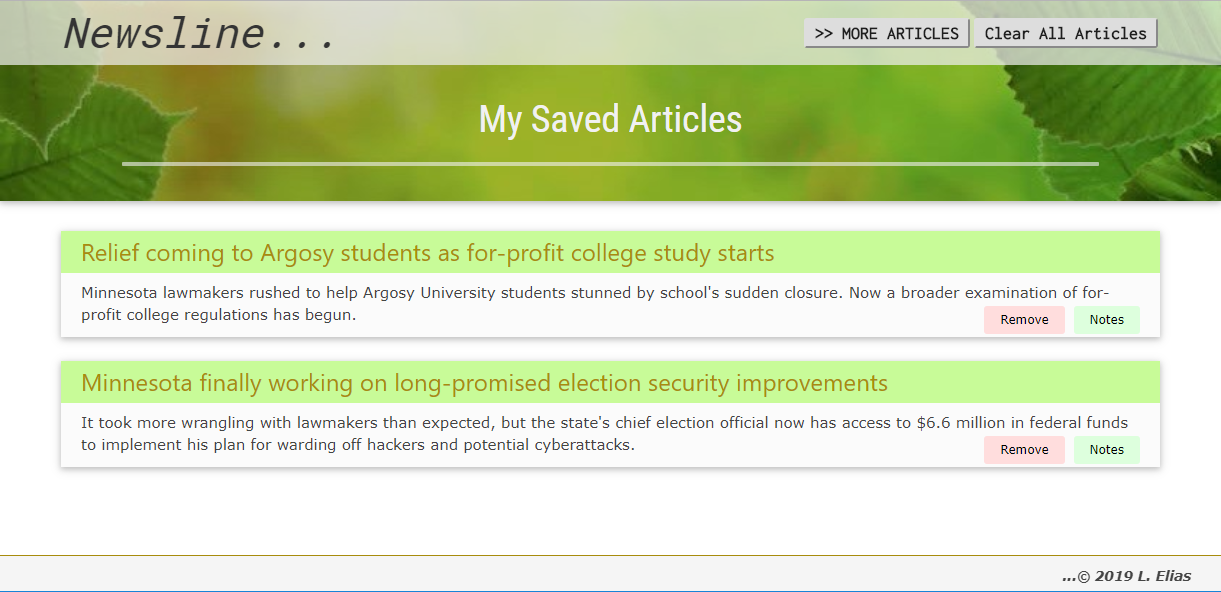 Newsline...
>> MORE ARTICLES
Clear All Articles
My Saved Articles
Relief coming to Argosy students as for-profit college study starts
Minnesota lawmakers rushed to help Argosy University students stunned by school's sudden closure. Now a broader examination of for-
profit college regulations has begun.
Remove
Notes
Minnesota finally working on long-promised election security improvements
It took more wrangling with lawmakers than expected, but the state's chief election official now has access to $6.6 million in federal funds
to implement his plan for warding off hackers and potential cyberattacks.
Remove
Notes
...© 2019 L. Elias